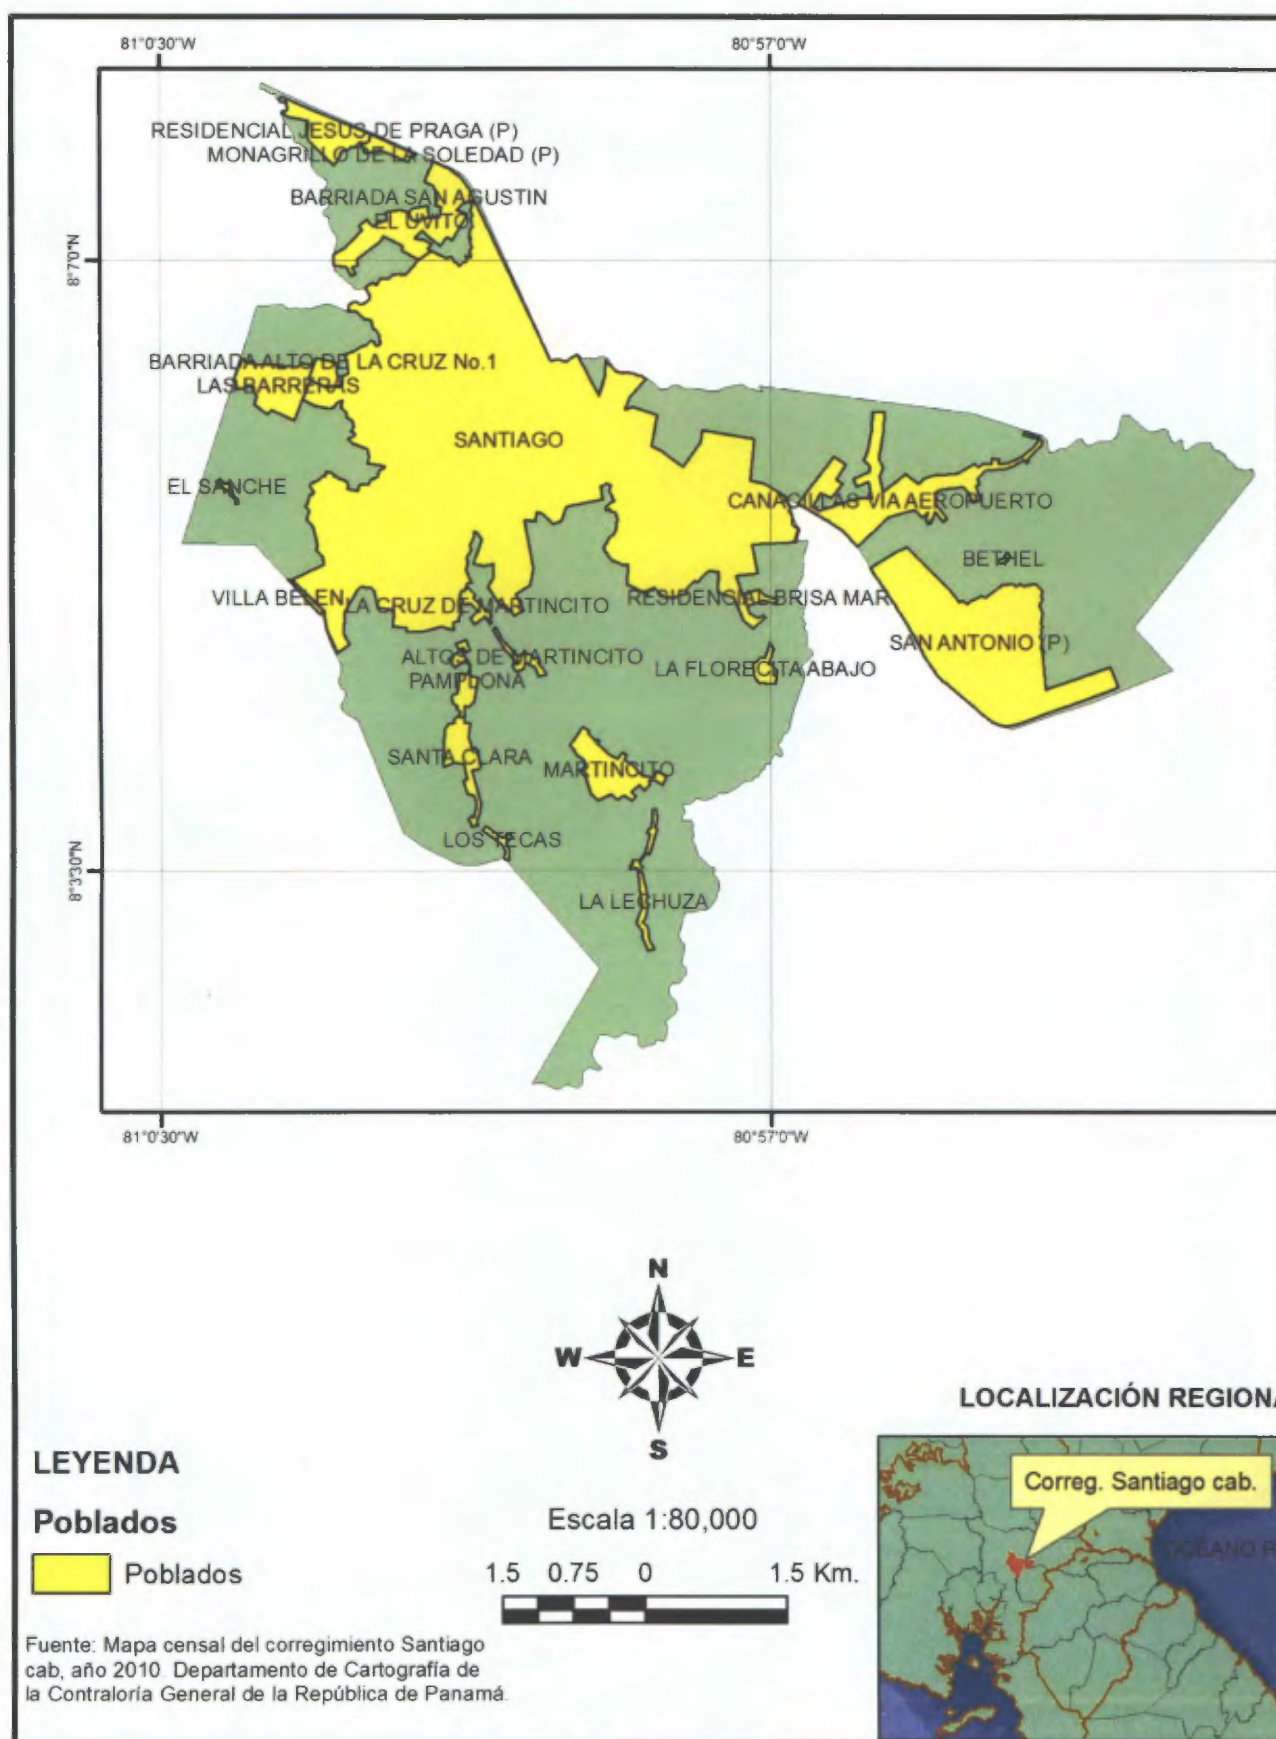 81°0'30"W
80°57'0"W
RESIDENCIAL JESUS DE PRAGA (P)
MONAGRILLO DE LA SOLEDAD (P)
BARRIADA SAN AGUSTIN
EL UVITO
8°7'0"N
BARRIADA ALTO DE LA CRUZ No.1
LAS BARRERAS
SANTIAGO
EL SANCHE
CANACILLAS VIA AEROPUERTO
BETHEL
VILLA BELEN
LA CRUZ DE MARTINCITO
RESIDENCIAL BRISA MAR
SAN ANTONIO (P)
ALTOS DE MARTINCITO
LA FLORECITA ABAJO
PAMPLONA
SANTA CLARA
MARTINCITO
LOS TECAS
8°3'30"N
LA LECHUZA
81°0'30"W
80°57'0"W
N
W
E
S
LOCALIZACIÓN REGIONA
LEYENDA
Correg. Santiago cab.
Poblados
Escala 1:80,000
OCEANO P
Poblados
1.5 0.75 0 1.5 Km.
Fuente: Mapa censal del corregimiento Santiago
cab, año 2010. Departamento de Cartografía de
la Contraloría General de la República de Panamá.